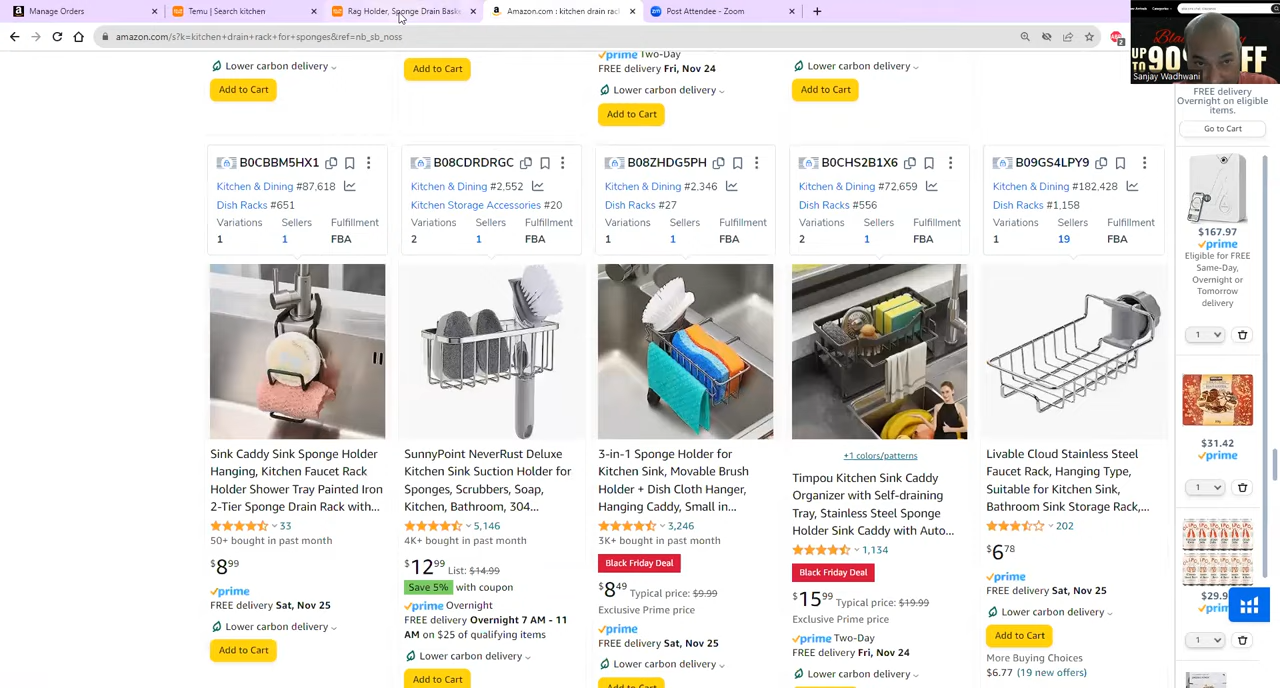 Manage Orders
Temu | Search kitchen
Rag Holder, Sponge Drain Baske
Amazon.com : kitchen drain rac
Post Attendee - Zoom
amazon.com/s?k=kitchen+drain+rack+for+sponges&ref=nb_sb_noss
2
UP TO 90% OFF
Sanjay Wadhwani
Lower carbon delivery
Add to Cart
Add to Cart
prime Two-Day
FREE delivery Fri, Nov 24
Lower carbon delivery
Add to Cart
Lower carbon delivery
Add to Cart
FREE delivery
Overnight on eligible
items.
Go to Cart
B0CBBM5HX1
Kitchen & Dining #87,618
Dish Racks #651
Variations Sellers Fulfillment
1 1 FBA
B08CDRDRGC
Kitchen & Dining #2,552
Kitchen Storage Accessories #20
Variations Sellers Fulfillment
2 1 FBA
B08ZHDG5PH
Kitchen & Dining #2,346
Dish Racks #27
Variations Sellers Fulfillment
1 1 FBA
B0CHS2B1X6
Kitchen & Dining #72,659
Dish Racks #556
Variations Sellers Fulfillment
2 1 FBA
B09GS4LPY9
Kitchen & Dining #182,428
Dish Racks #1,158
Variations Sellers Fulfillment
1 19 FBA
Sink Caddy Sink Sponge Holder
Hanging, Kitchen Faucet Rack
Holder Shower Tray Painted Iron
2-Tier Sponge Drain Rack with...
33
50+ bought in past month
$8.99
prime
FREE delivery Sat, Nov 25
Lower carbon delivery
Add to Cart
SunnyPoint NeverRust Deluxe
Kitchen Sink Suction Holder for
Sponges, Scrubbers, Soap,
Kitchen, Bathroom, 304...
5,146
4K+ bought in past month
$12.99 List: $14.99
Save 5% with coupon
prime Overnight
FREE delivery Overnight 7 AM - 11
AM on $25 of qualifying items
Lower carbon delivery
Add to Cart
3-in-1 Sponge Holder for
Kitchen Sink, Movable Brush
Holder + Dish Cloth Hanger,
Hanging Caddy, Small in...
3,246
3K+ bought in past month
Black Friday Deal
$8.49 Typical price: $9.99
Exclusive Prime price
prime
FREE delivery Sat, Nov 25
Lower carbon delivery
Add to Cart
+1 colors/patterns
Timpou Kitchen Sink Caddy
Organizer with Self-draining
Tray, Stainless Steel Sponge
Holder Sink Caddy with Auto...
1,134
Black Friday Deal
$15.99 Typical price: $19.99
Exclusive Prime price
prime Two-Day
FREE delivery Fri, Nov 24
Lower carbon delivery
Livable Cloud Stainless Steel
Faucet Rack, Hanging Type,
Suitable for Kitchen Sink,
Bathroom Sink Storage Rack,...
202
$6.78
prime
FREE delivery Sat, Nov 25
Lower carbon delivery
Add to Cart
More Buying Choices
$6.77 (19 new offers)
$167.97
prime
Eligible for FREE
Same-Day,
Overnight or
Tomorrow
delivery
1
$31.42
prime
1
$29.9
prim
1